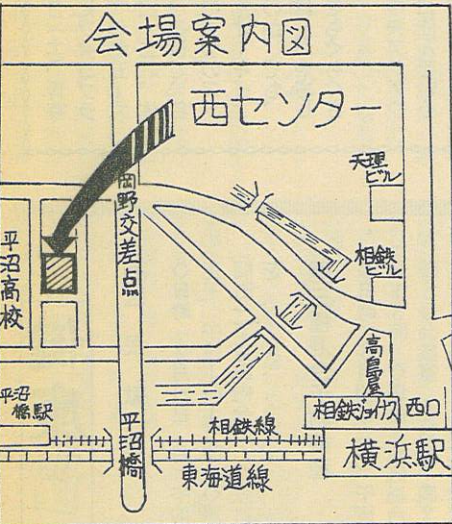 会場案内図
西センター
天理
ビル
岡野交差点
相鉄
ビル
平沼高校
高島屋
平沼
橋駅
平沼橋
相鉄線
相鉄ジョイナス
西口
横浜駅
東海道線